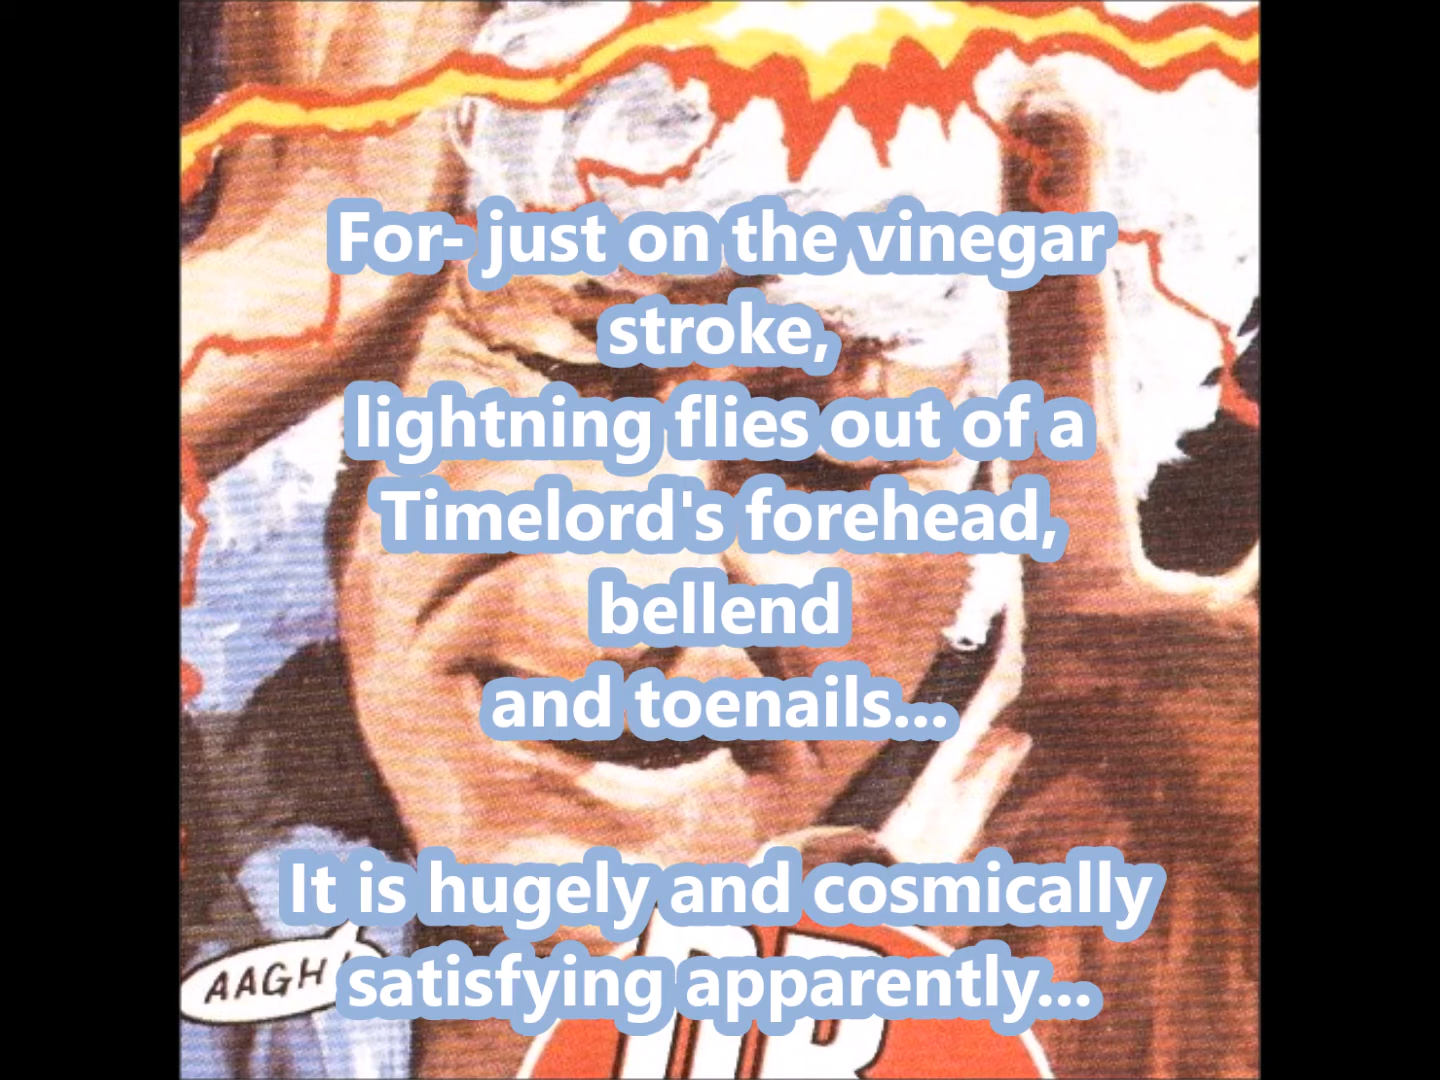 For- just on the vinegar
stroke,
lightning flies out of a
Timelord's forehead,
bellend
and toenails...
It is hugely and cosmically
AAGH!
satisfying apparently...